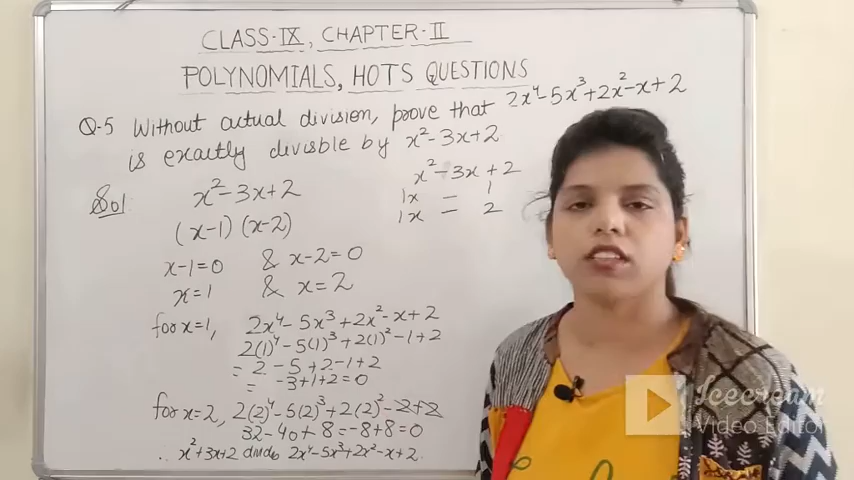 CLASS-IX, CHAPTER-II
POLYNOMIALS, HOTS QUESTIONS
Q-5 Without actual division, prove that 2x⁴-5x³+2x²-x+2
is exactly divisble by x²-3x+2
Sol x²-3x+2
(x-1) (x-2)
x-1=0 & x-2=0
x=1 & x=2
x²-3x+2
1x = 1
1x = 2
for x=1, 2x⁴-5x³+2x²-x+2
2(1)⁴-5(1)³+2(1)²-1+2
= 2-5+2-1+2
= -3+1+2=0
for x=2, 2(2)⁴-5(2)³+2(2)²-2+2
32-40+8=-8+8=0
∴ x²+3x+2 divides 2x⁴-5x³+2x²-x+2.
Icecream
Video Editor